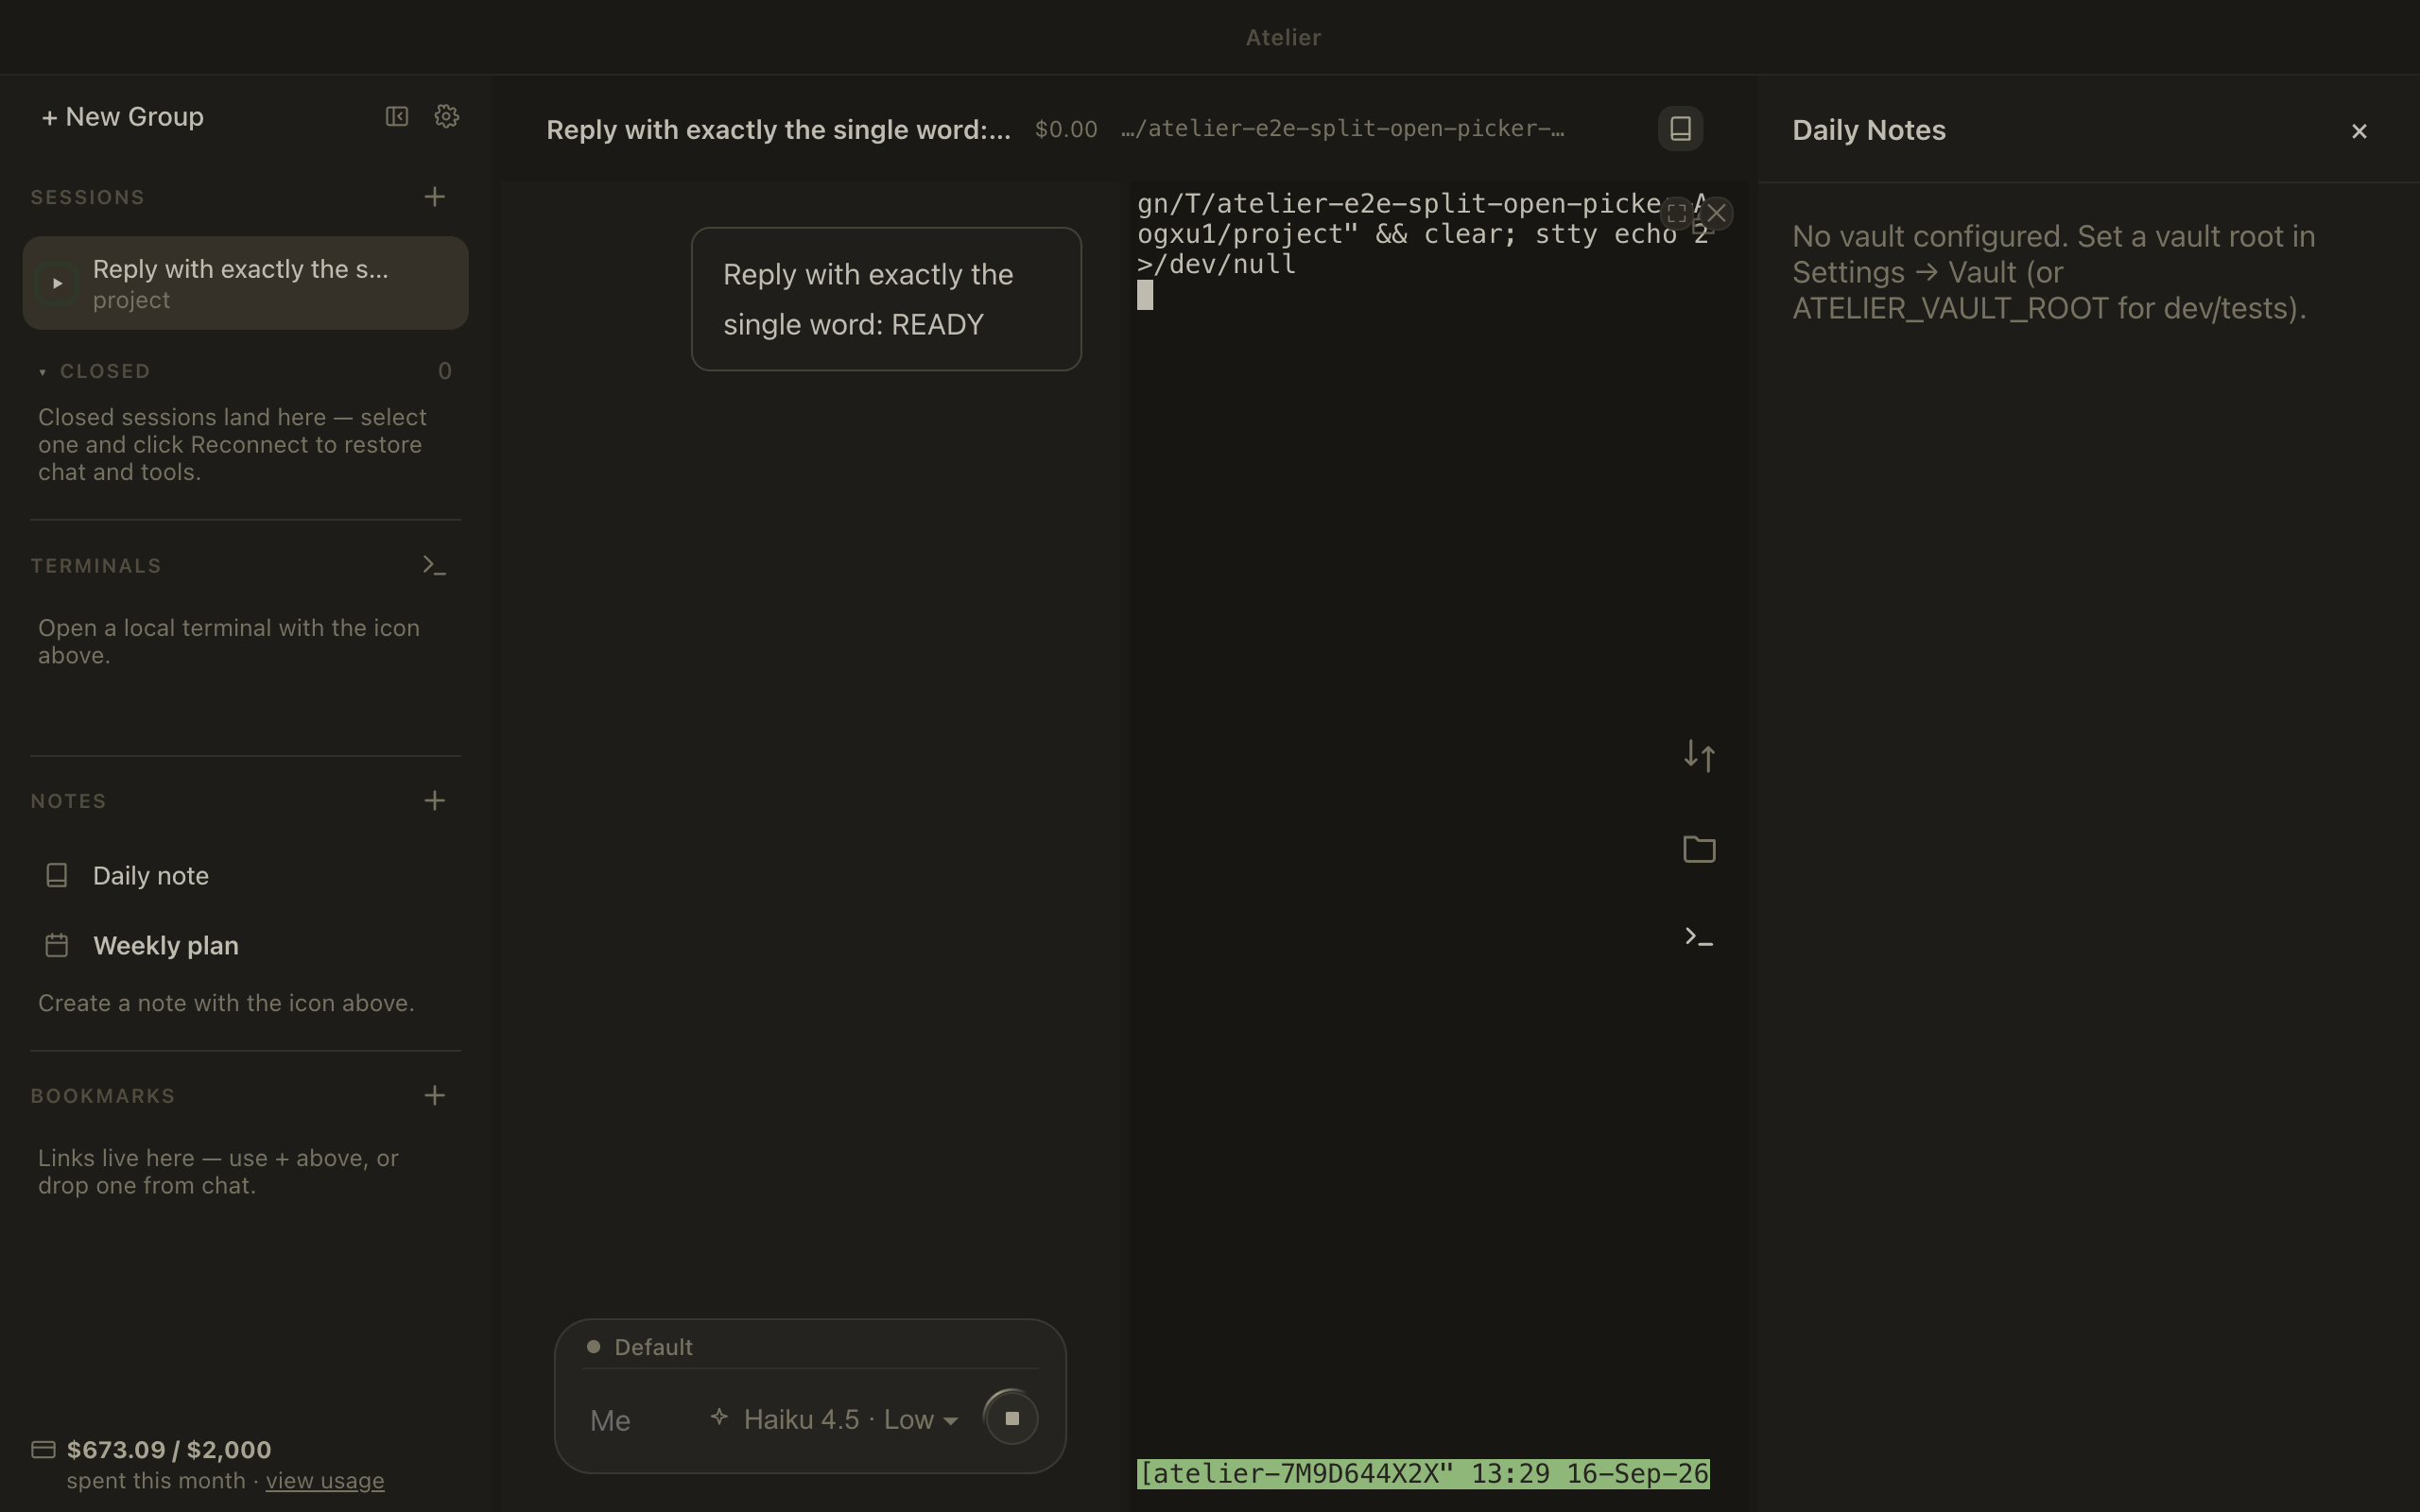 Atelier
+ New Group
SESSIONS
Reply with exactly the s...
project
CLOSED 0
Closed sessions land here — select
one and click Reconnect to restore
chat and tools.
TERMINALS
Open a local terminal with the icon
above.
NOTES
Daily note
Weekly plan
Create a note with the icon above.
BOOKMARKS
Links live here — use + above, or
drop one from chat.
$673.09 / $2,000
spent this month · view usage
Reply with exactly the single word:... $0.00 …/atelier-e2e-split-open-picker-…
Reply with exactly the
single word: READY
Default
Me Haiku 4.5 · Low
gn/T/atelier-e2e-split-open-picke
ogxu1/project" && clear; stty echo 2
>/dev/null
[atelier-7M9D644X2X" 13:29 16-Sep-26
Daily Notes
No vault configured. Set a vault root in
Settings → Vault (or
ATELIER_VAULT_ROOT for dev/tests).